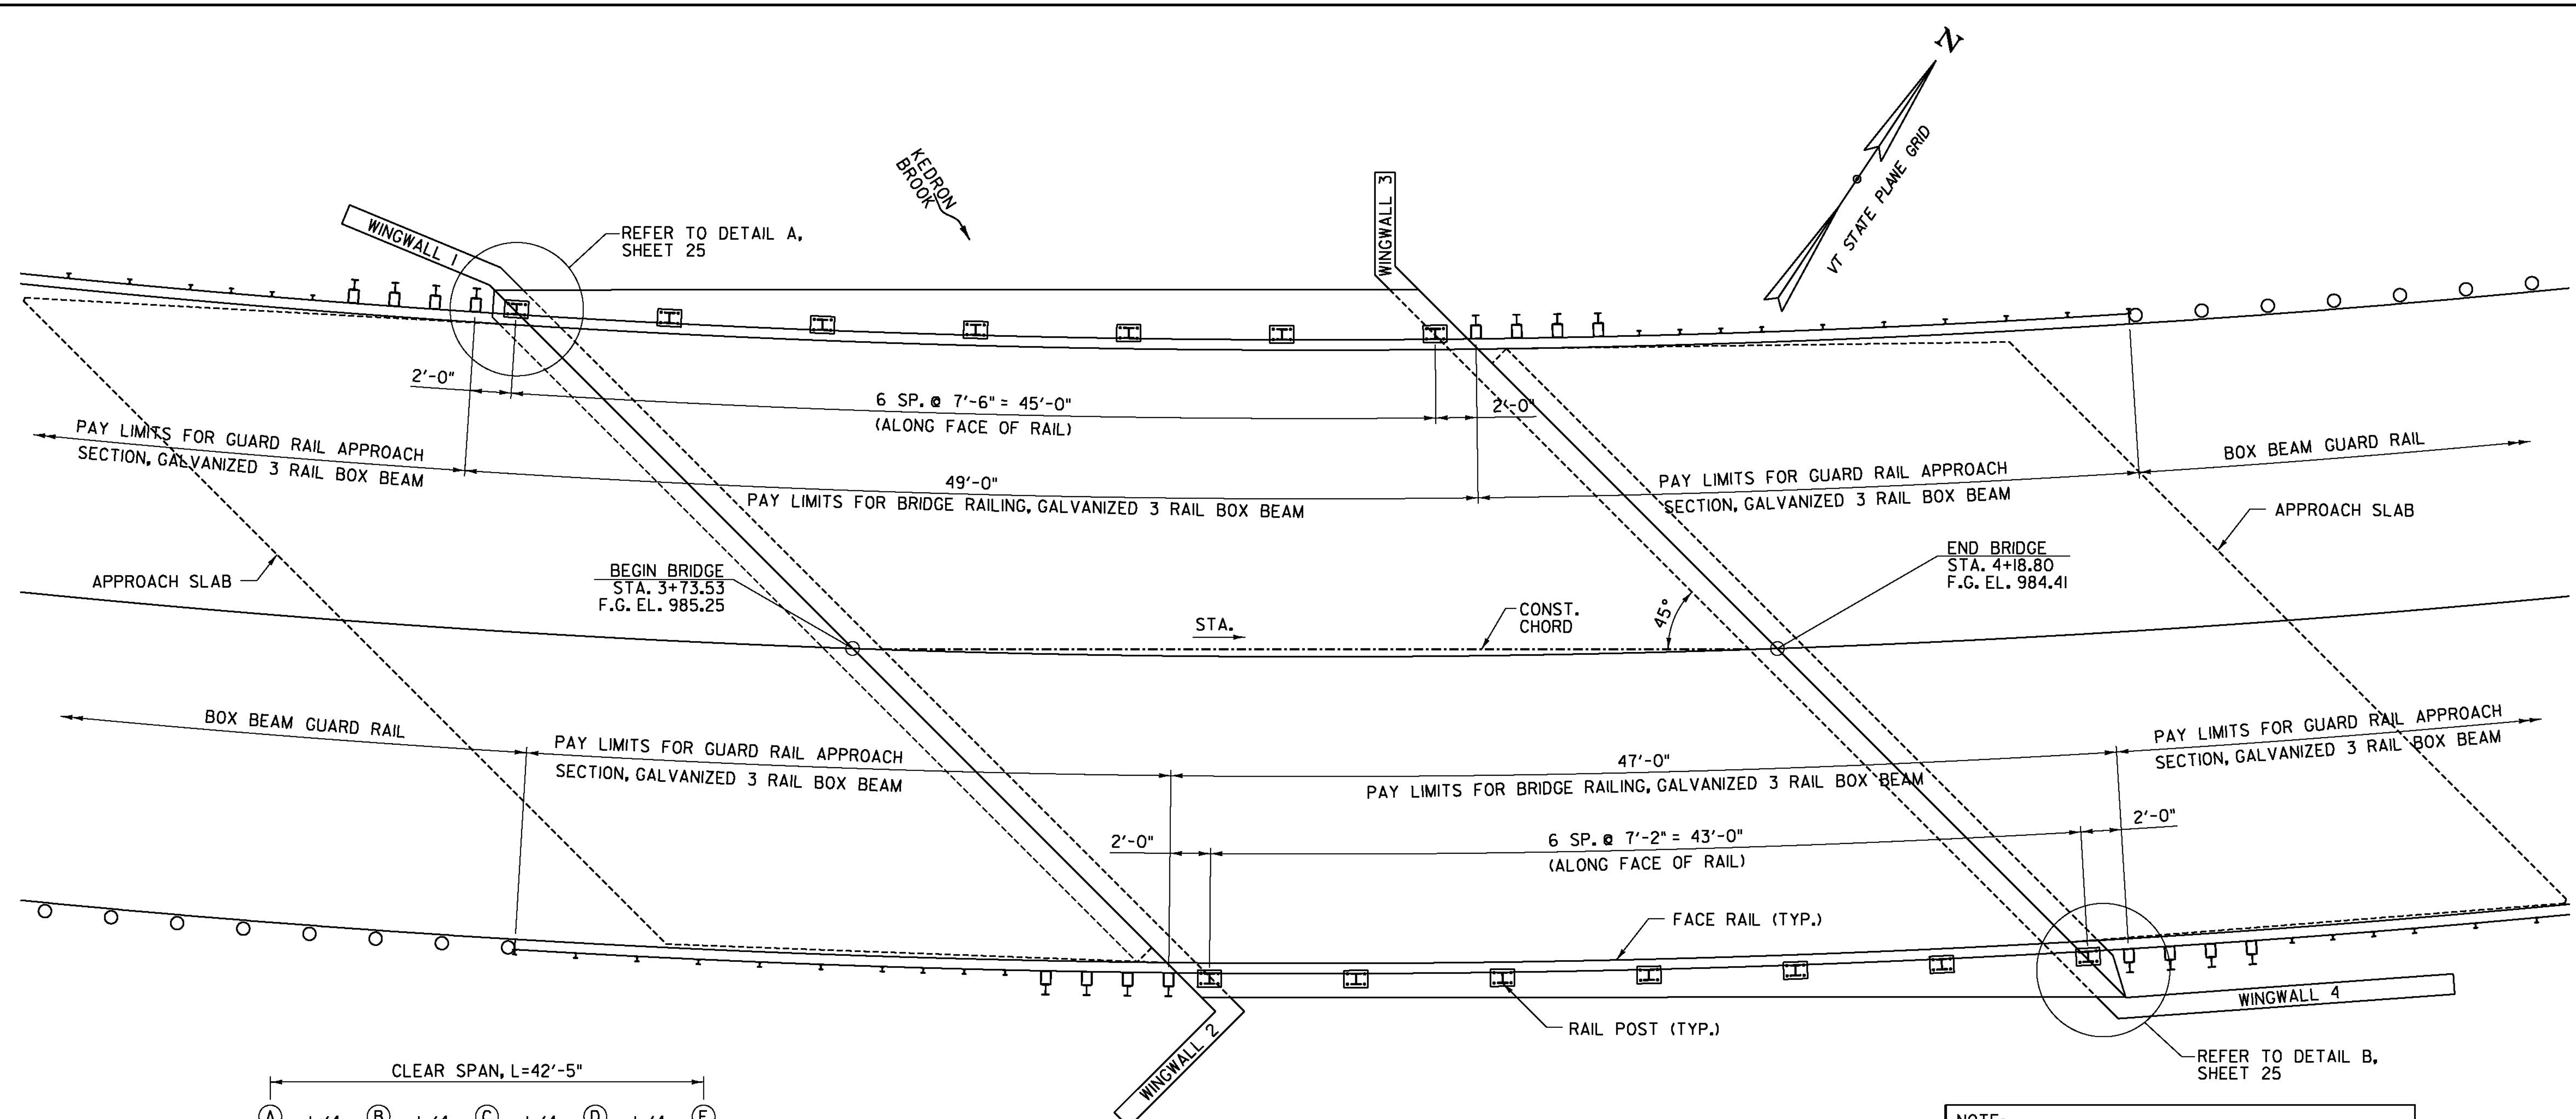 N
VT STATE PLANE GRID
KEDRON
BROOK
WINGWALL 1
REFER TO DETAIL A,
SHEET 25
WINGWALL 3
2'-0"
6 SP. @ 7'-6" = 45'-0"
(ALONG FACE OF RAIL)
2'-0"
PAY LIMITS FOR GUARD RAIL APPROACH
SECTION, GALVANIZED 3 RAIL BOX BEAM
49'-0"
PAY LIMITS FOR BRIDGE RAILING, GALVANIZED 3 RAIL BOX BEAM
PAY LIMITS FOR GUARD RAIL APPROACH
SECTION, GALVANIZED 3 RAIL BOX BEAM
BOX BEAM GUARD RAIL
APPROACH SLAB
APPROACH SLAB
BEGIN BRIDGE
STA. 3+73.53
F.G. EL. 985.25
STA.
CONST.
CHORD
45°
END BRIDGE
STA. 4+18.80
F.G. EL. 984.41
BOX BEAM GUARD RAIL
PAY LIMITS FOR GUARD RAIL APPROACH
SECTION, GALVANIZED 3 RAIL BOX BEAM
47'-0"
PAY LIMITS FOR BRIDGE RAILING, GALVANIZED 3 RAIL BOX BEAM
PAY LIMITS FOR GUARD RAIL APPROACH
SECTION, GALVANIZED 3 RAIL BOX BEAM
2'-0"
6 SP. @ 7'-2" = 43'-0"
(ALONG FACE OF RAIL)
2'-0"
FACE RAIL (TYP.)
RAIL POST (TYP.)
WINGWALL 2
WINGWALL 4
REFER TO DETAIL B,
SHEET 25
CLEAR SPAN, L=42'-5"
A B C D E
NOTE: